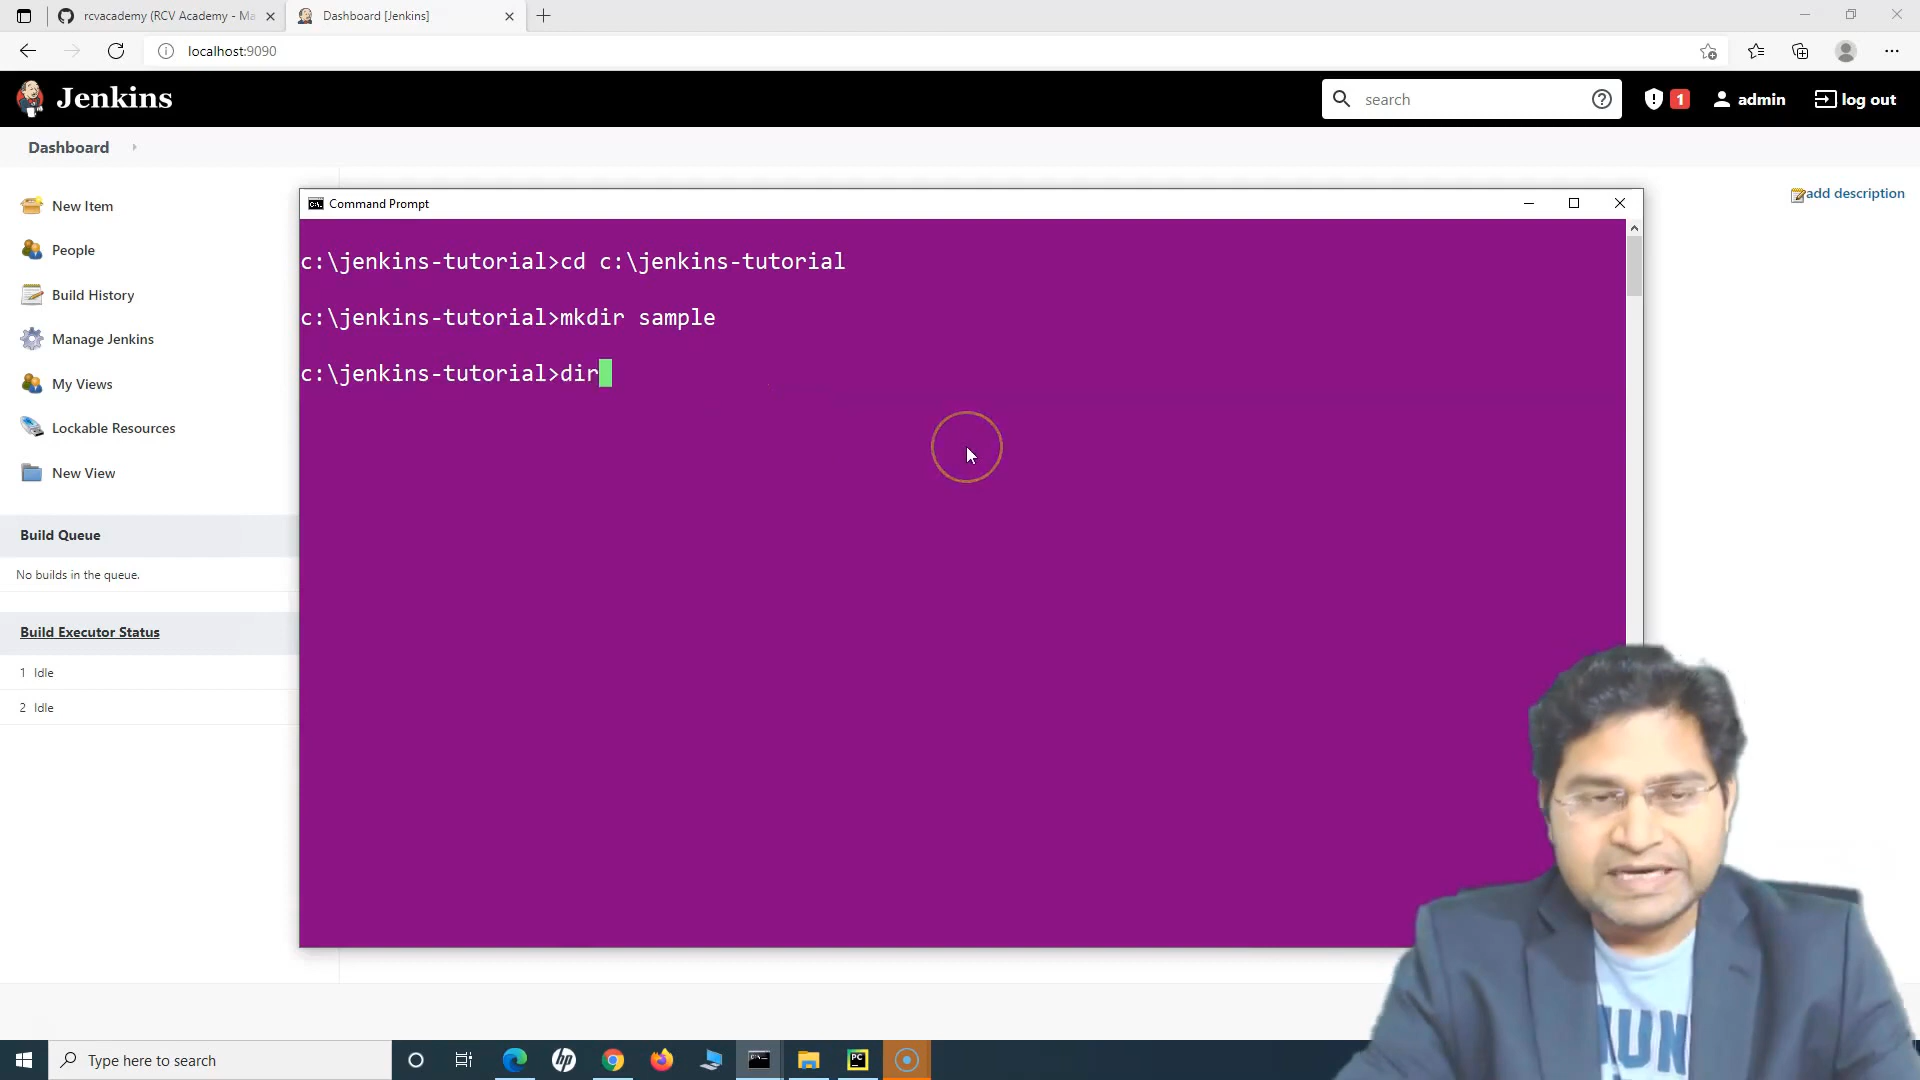 rcvacademy (RCV Academy - Ma
Dashboard [Jenkins]
localhost:9090
Jenkins
search
1
admin
log out
Dashboard
New Item
People
Build History
Manage Jenkins
My Views
Lockable Resources
New View
add description
Build Queue
No builds in the queue.
Build Executor Status
1 Idle
2 Idle
Command Prompt
c:\jenkins-tutorial>cd c:\jenkins-tutorial
c:\jenkins-tutorial>mkdir sample
c:\jenkins-tutorial>dir
Type here to search
hp
PC